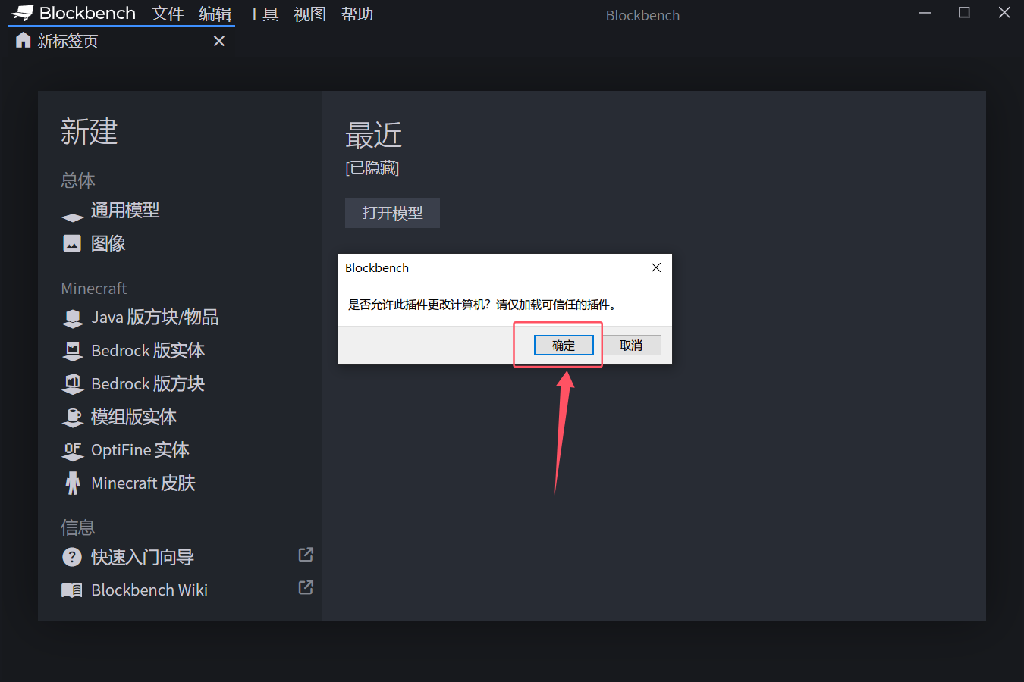 Blockbench 文件 编辑 工具 视图 帮助 Blockbench
新标签页
新建
总体
通用模型
图像
Minecraft
Java 版方块/物品
Bedrock 版实体
Bedrock 版方块
模组版实体
OptiFine 实体
Minecraft 皮肤
信息
快速入门向导
Blockbench Wiki
最近
[已隐藏]
打开模型
Blockbench
是否允许此插件更改计算机？请仅加载可信任的插件。
确定 取消